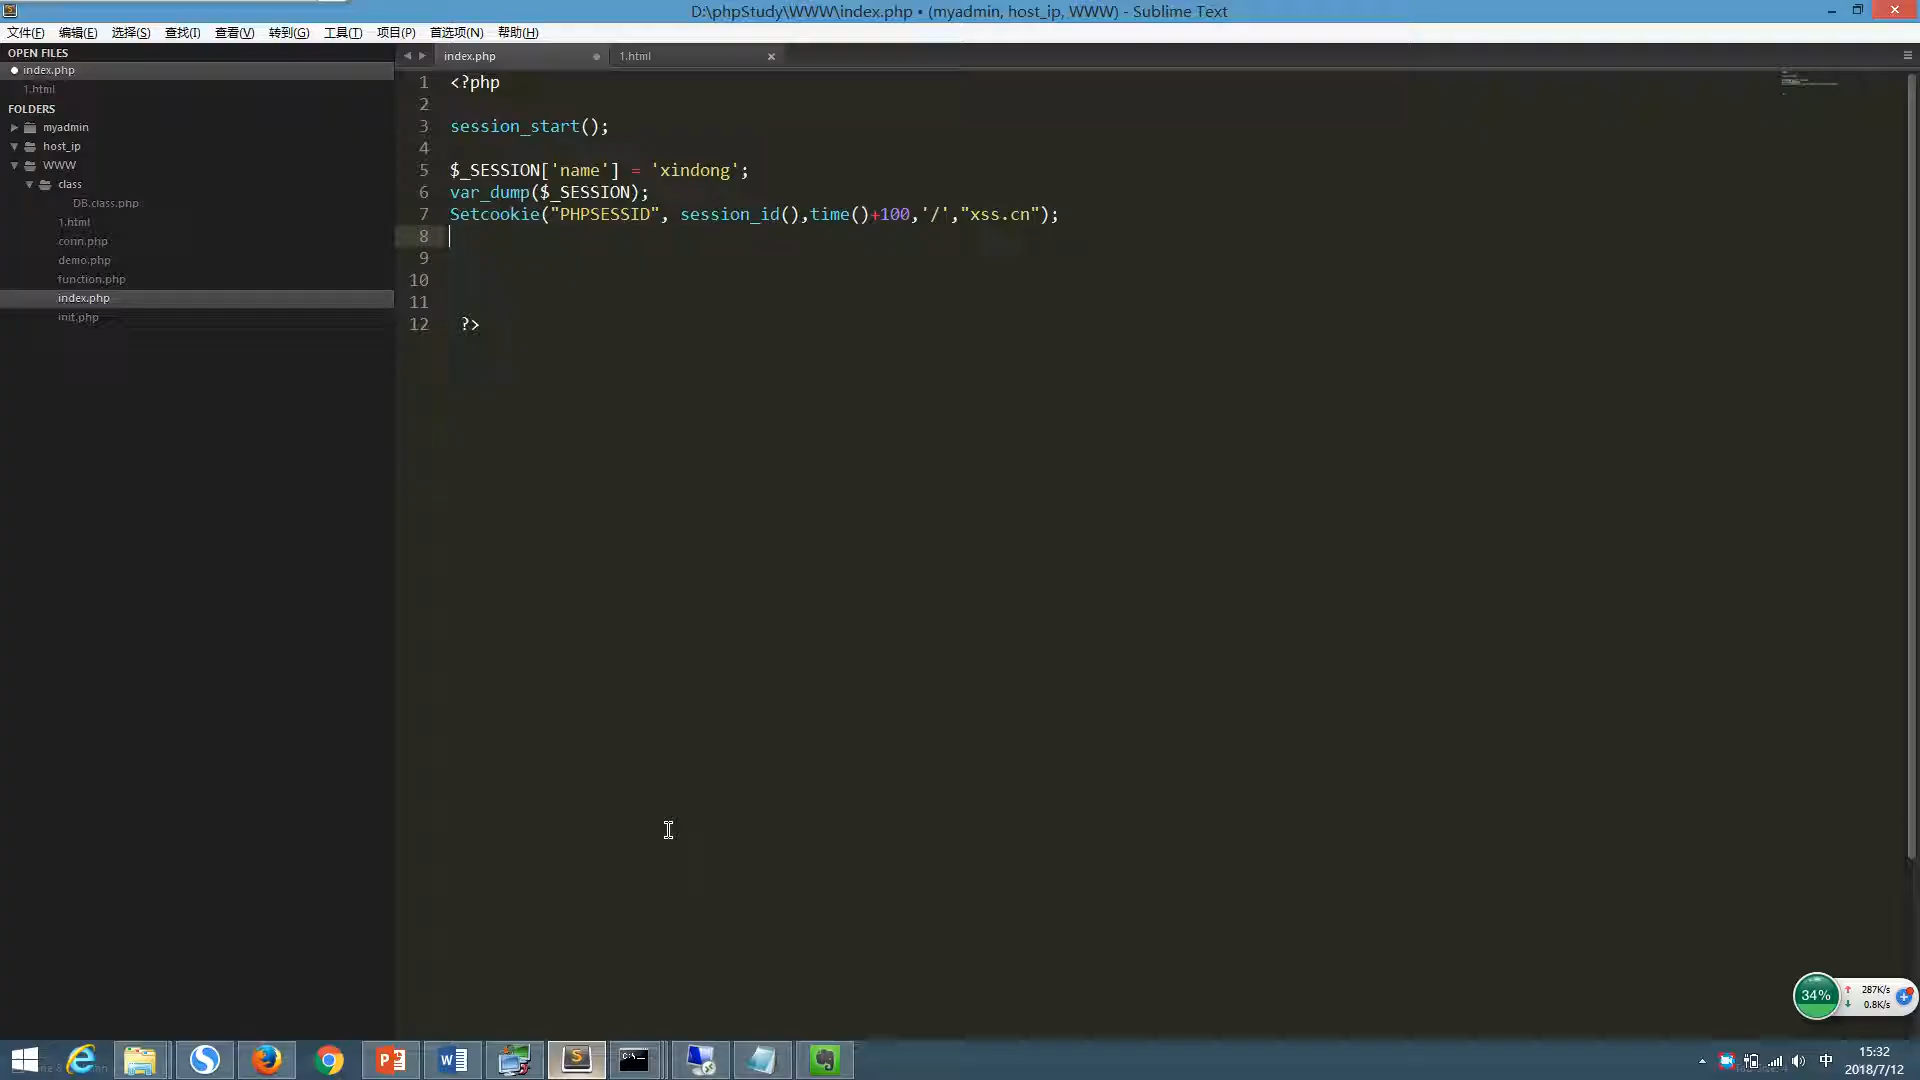 D:\phpStudy\WWW\index.php • (myadmin, host_ip, WWW) - Sublime Text
文件(F) 编辑(E) 选择(S) 查找(I) 查看(V) 转到(G) 工具(T) 项目(P) 首选项(N) 帮助(H)
OPEN FILES
index.php
1.html
FOLDERS
myadmin
host_ip
WWW
class
DB.class.php
1.html
conn.php
demo.php
function.php
index.php
init.php
index.php 1.html
1 <?php
2
3 session_start();
4
5 $_SESSION['name'] = 'xindong';
6 var_dump($_SESSION);
7 Setcookie("PHPSESSID", session_id(),time()+100,'/',"xss.cn");
8
9
10
11
12 ?>
34% 287K/s
0.8K/s
中
15:32
2018/7/12